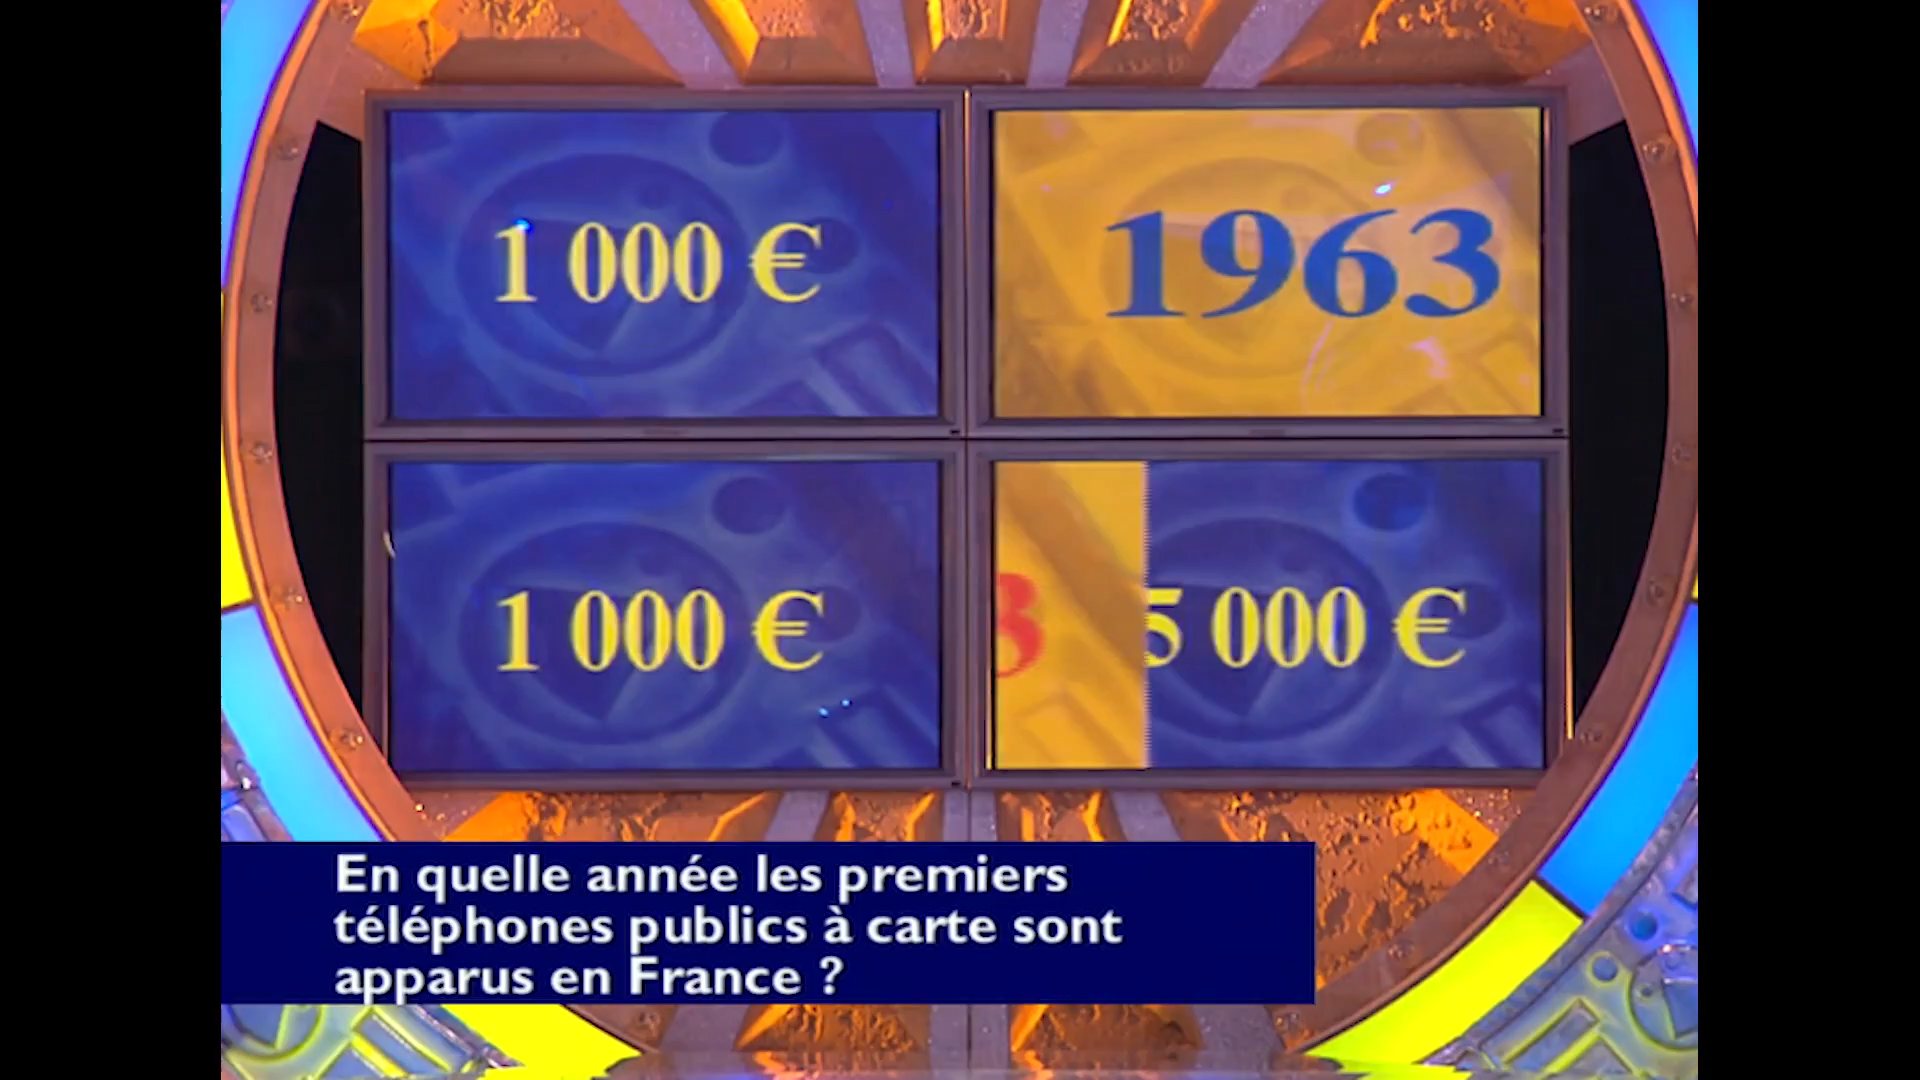 1 000 €
1963
1 000 €
3
5 000 €
En quelle année les premiers
téléphones publics à carte sont
apparus en France ?